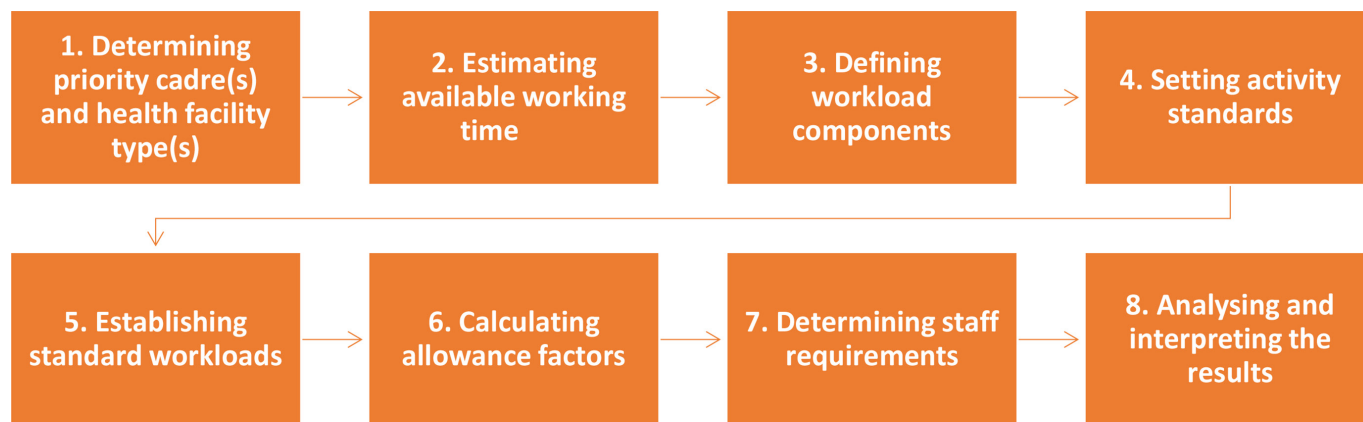 1. Determining
priority cadre(s)
and health facility
type(s)
2. Estimating
available working
time
3. Defining
workload
components
4. Setting activity
standards
5. Establishing
standard workloads
6. Calculating
allowance factors
7. Determining staff
requirements
8. Analysing and
interpreting the
results